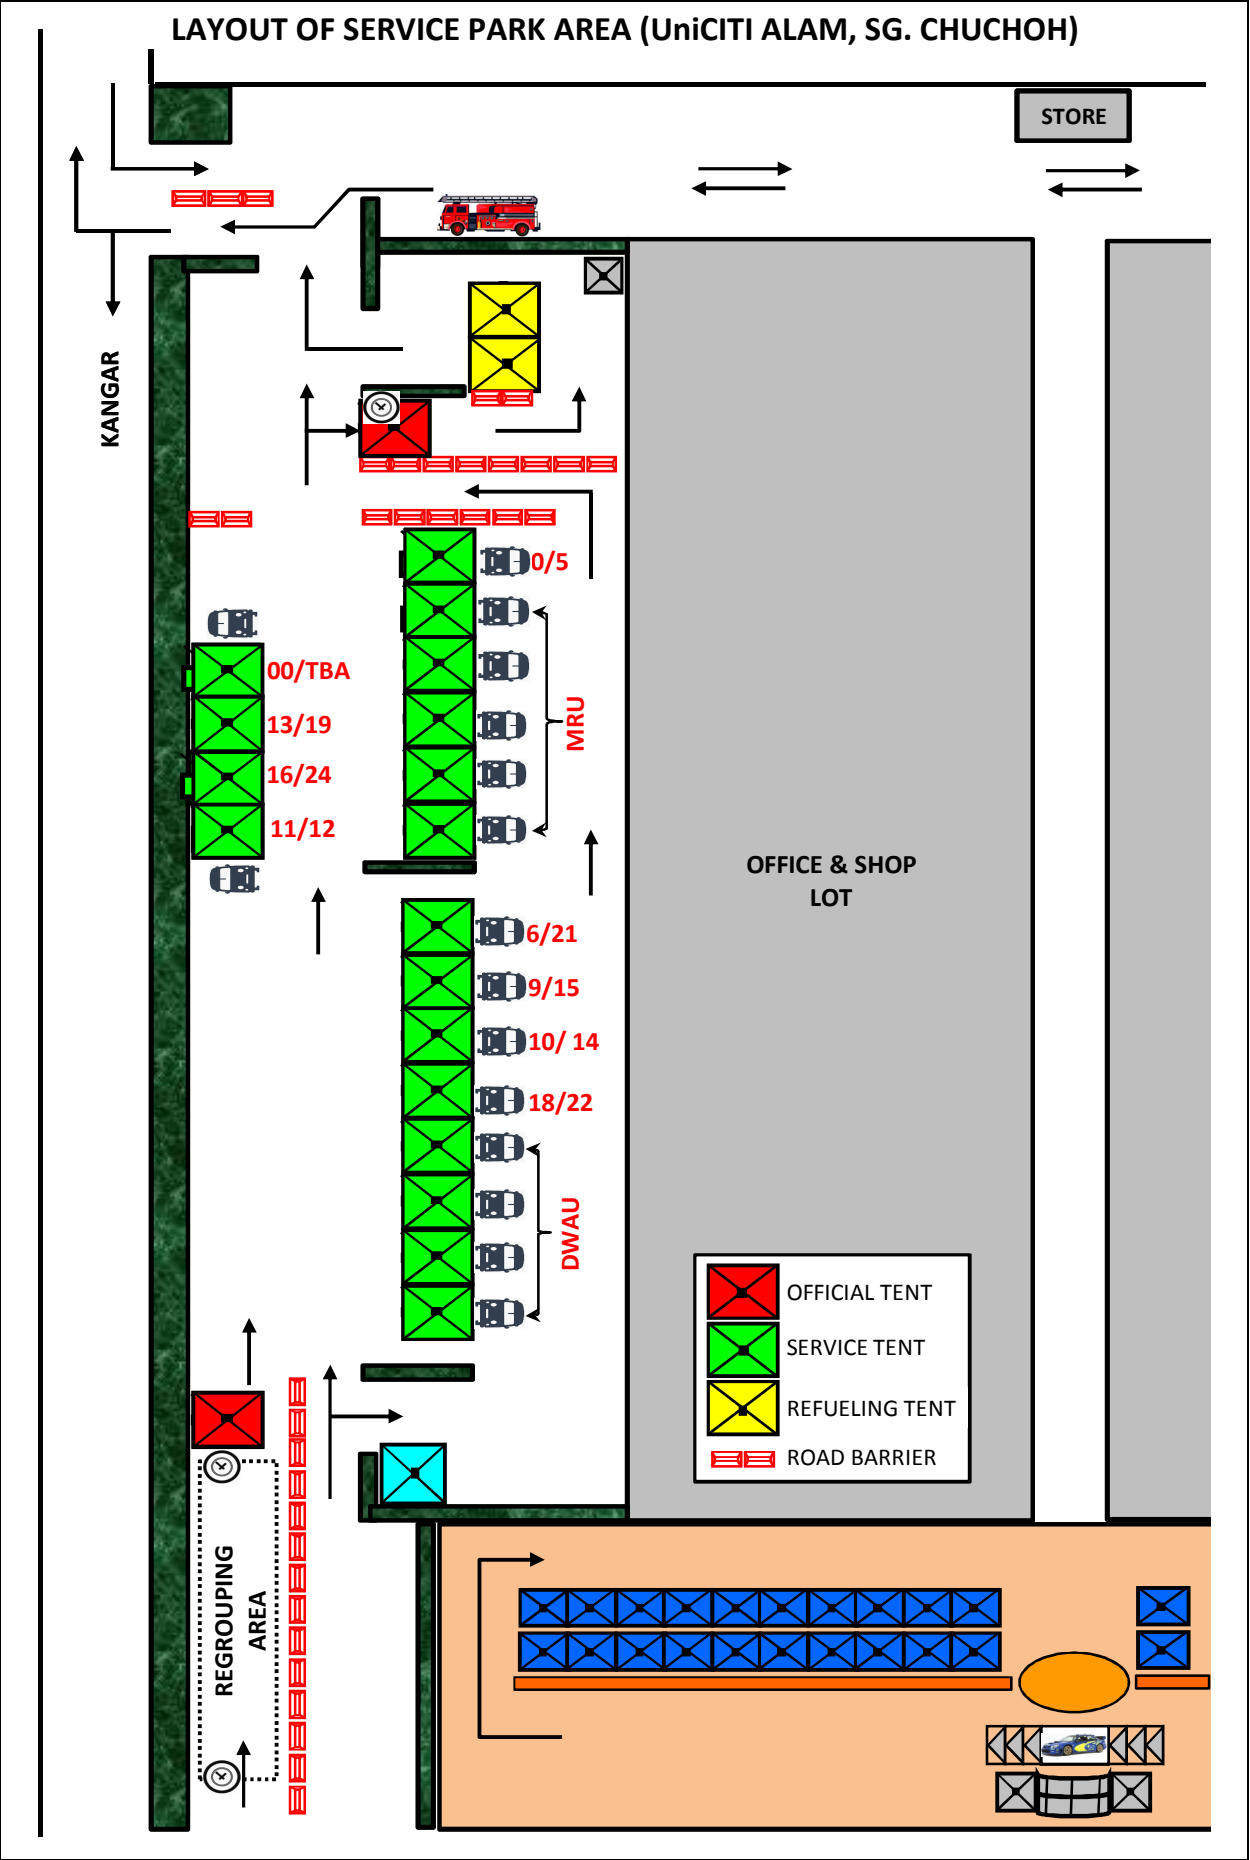 LAYOUT OF SERVICE PARK AREA (UniCITI ALAM, SG. CHUCHOH)
STORE
KANGAR
0/5
MRU
00/TBA
13/19
16/24
11/12
OFFICE & SHOP
LOT
6/21
9/15
10/ 14
18/22
DWAU
OFFICIAL TENT
SERVICE TENT
REFUELING TENT
ROAD BARRIER
REGROUPING
AREA